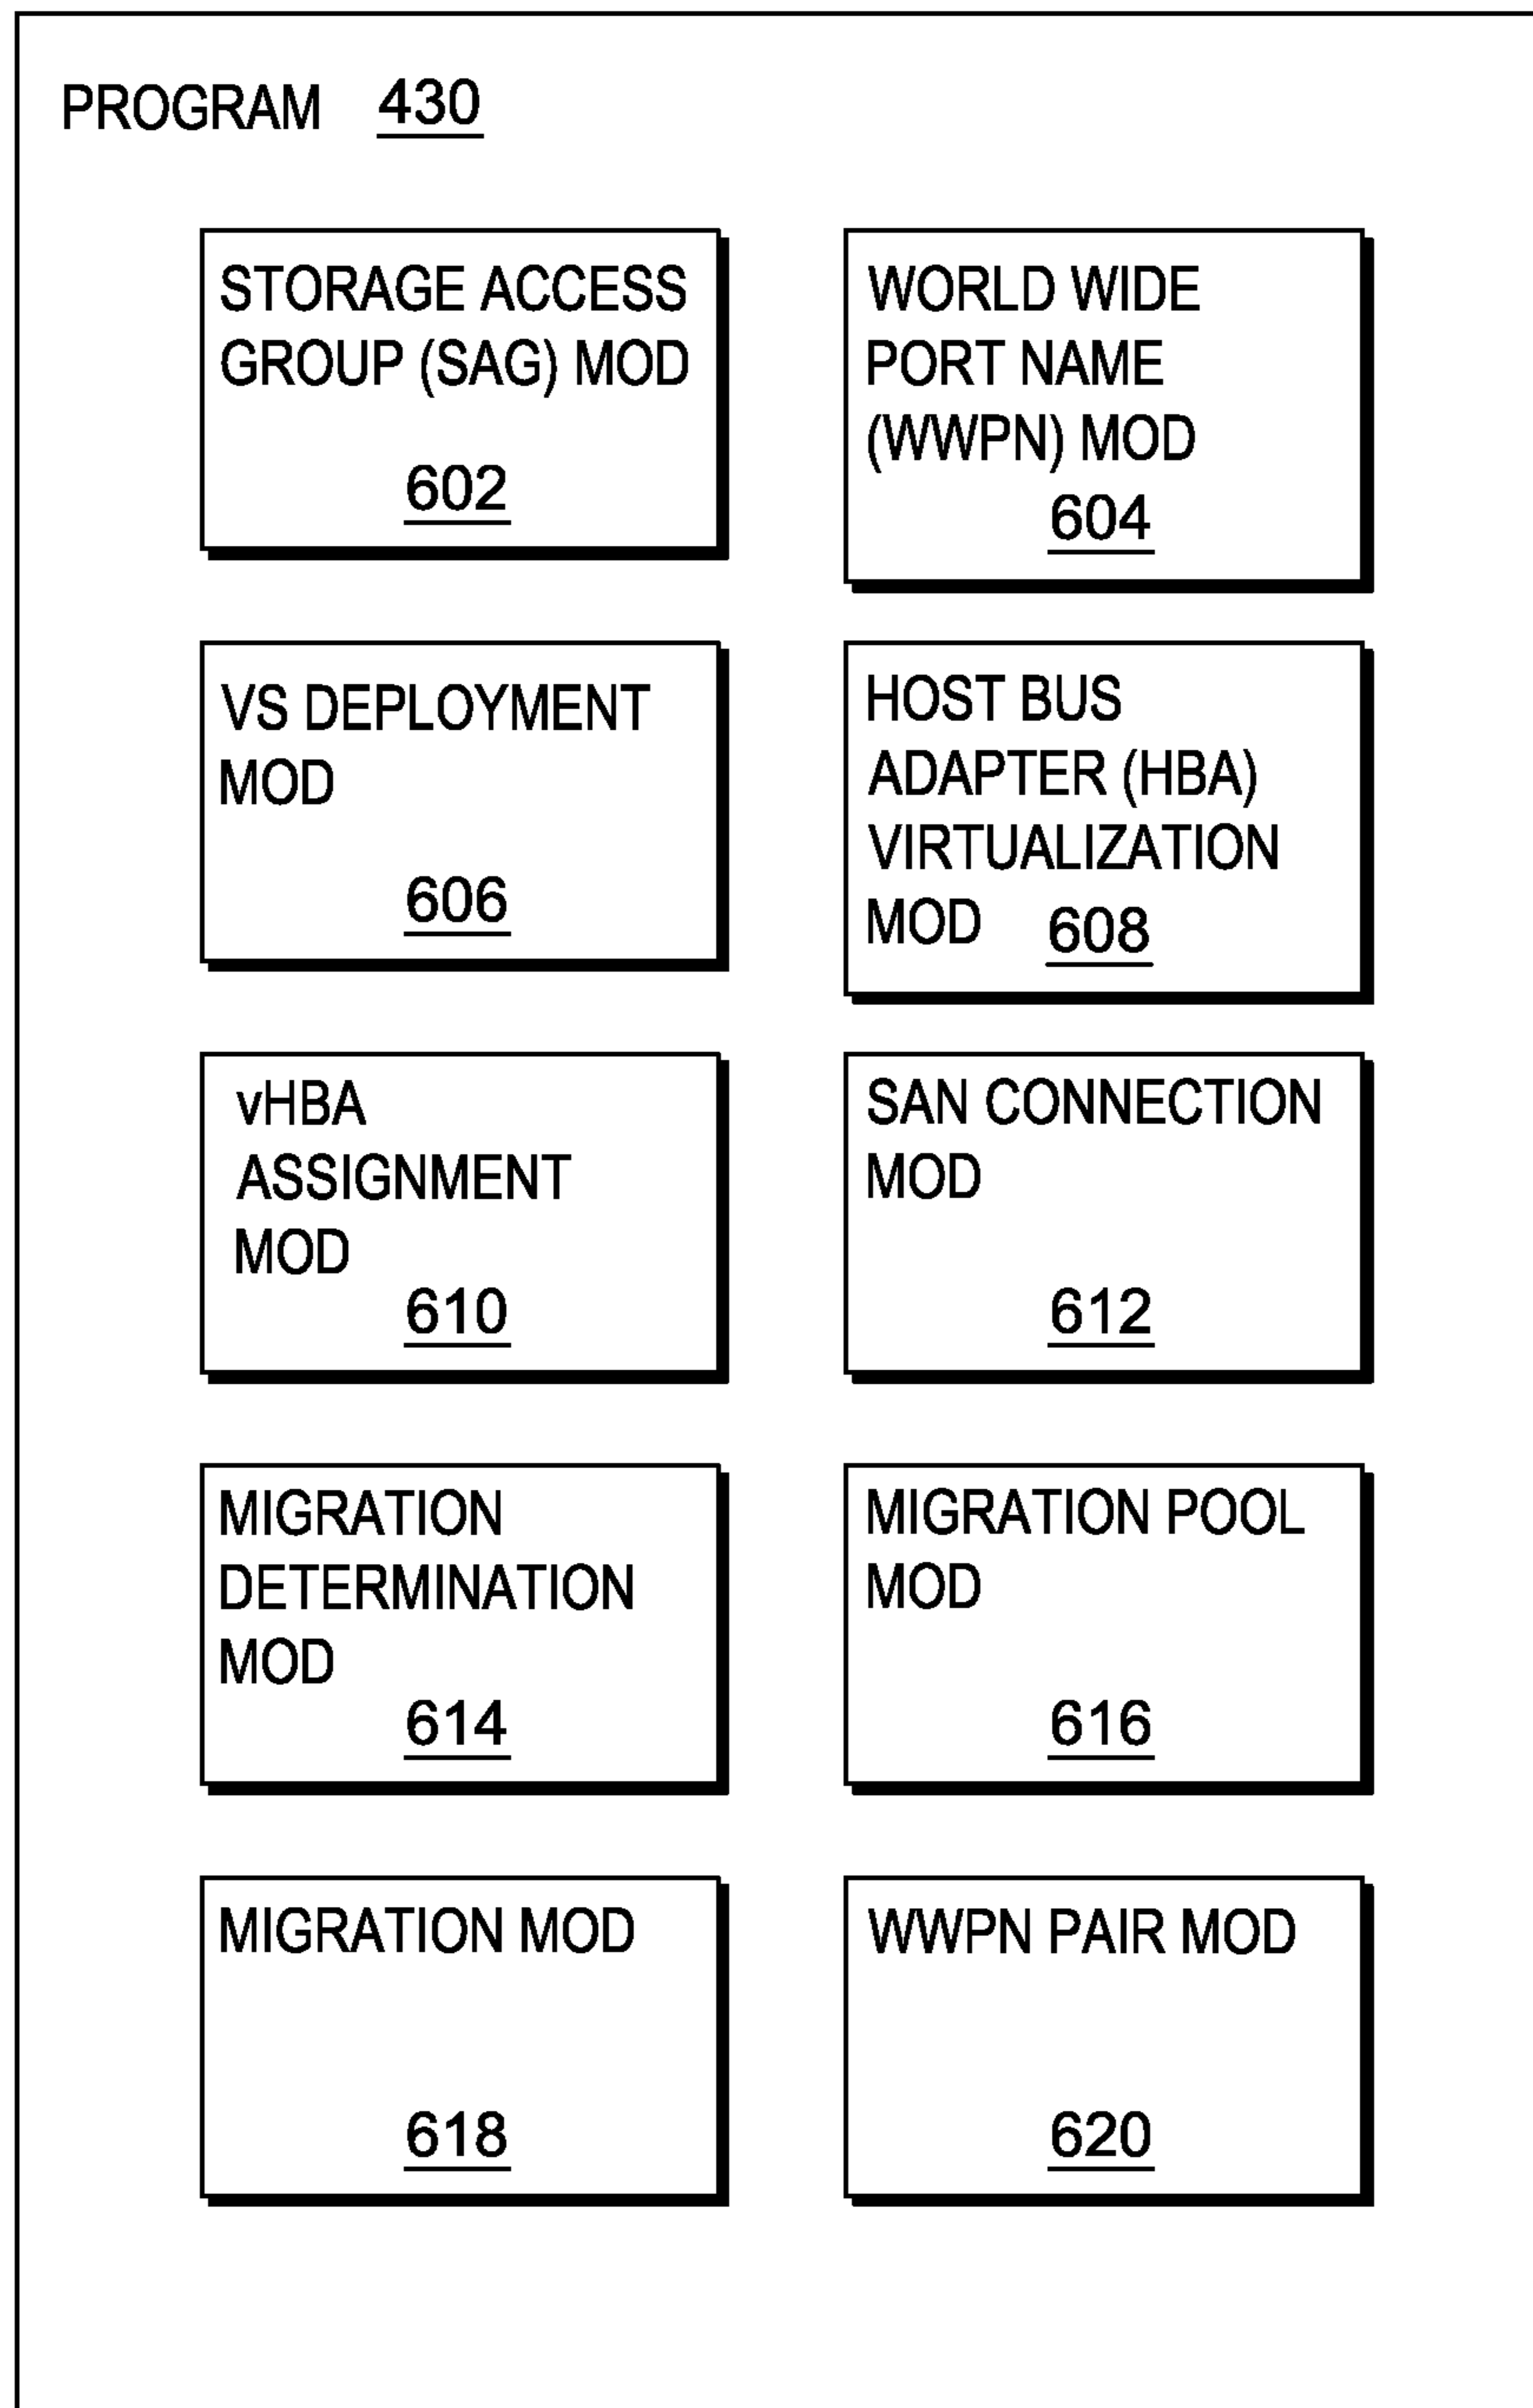 PROGRAM 430
STORAGE ACCESS
GROUP (SAG) MOD
602
WORLD WIDE
PORT NAME
(WWPN) MOD
604
VS DEPLOYMENT
MOD
606
HOST BUS
ADAPTER (HBA)
VIRTUALIZATION
MOD 608
vHBA
ASSIGNMENT
MOD
610
SAN CONNECTION
MOD
612
MIGRATION
DETERMINATION
MOD
614
MIGRATION POOL
MOD
616
MIGRATION MOD
618
WWPN PAIR MOD
620